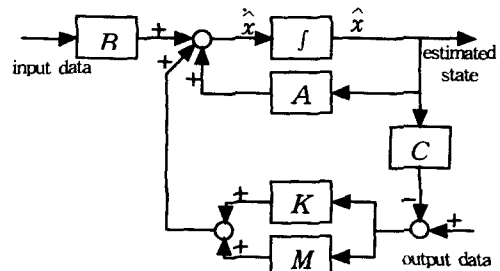 B + + + ẋ̂ ∫ x̂
input data
estimated
state
+ A
C
−
+ K
+ M
+
output data